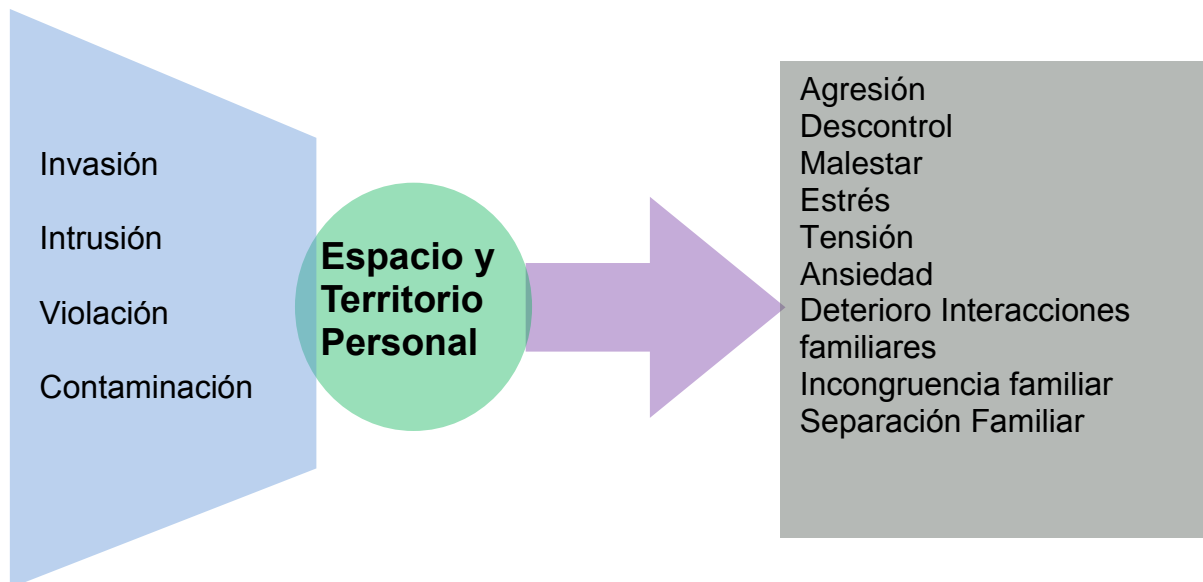 Invasión
Intrusión
Violación
Contaminación
Espacio y
Territorio
Personal
Agresión
Descontrol
Malestar
Estrés
Tensión
Ansiedad
Deterioro Interacciones
familiares
Incongruencia familiar
Separación Familiar